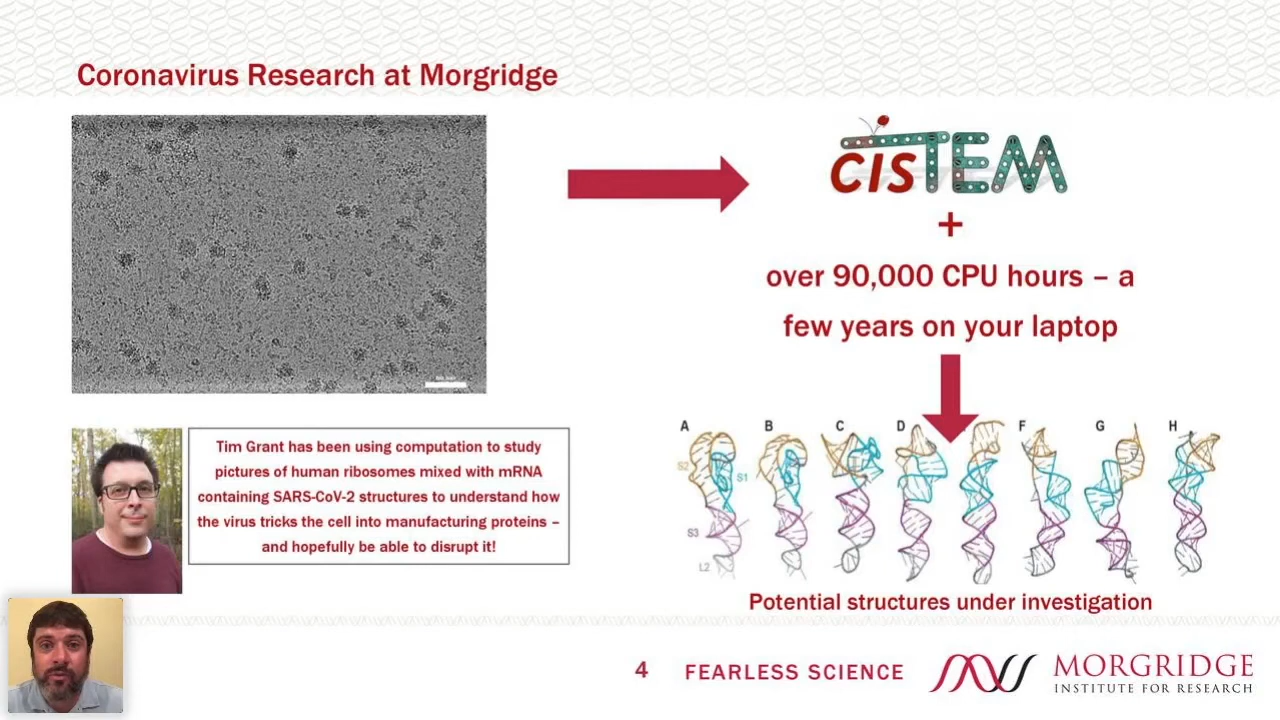 Coronavirus Research at Morgridge
cisTEM
+
over 90,000 CPU hours – a
few years on your laptop
Tim Grant has been using computation to study
pictures of human ribosomes mixed with mRNA
containing SARS-CoV-2 structures to understand how
the virus tricks the cell into manufacturing proteins –
and hopefully be able to disrupt it!
A B C D F G H
S2
S1
S3
L2
Potential structures under investigation
4 FEARLESS SCIENCE
MORGRIDGE
INSTITUTE FOR RESEARCH